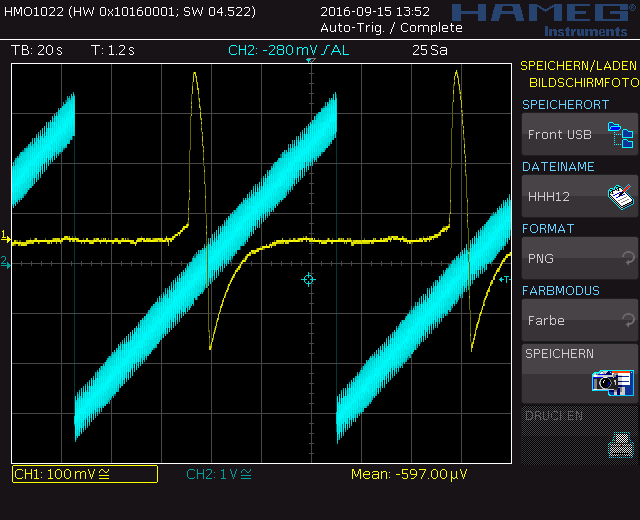 HMO1022 (HW 0x10160001; SW 04.522)
2016-09-15 13:52
HAMEG
Auto-Trig. / Complete
Instruments
TB: 20 s T: 1.2 s CH2: -280 mV AL 25 Sa
SPEICHERN/LADEN
BILDSCHIRMFOTO
SPEICHERORT
Front USB
DATEINAME
HHH12
FORMAT
PNG
FARBMODUS
Farbe
SPEICHERN
DRUCKEN
1
2
T
CH1: 100 mV ≅ CH2: 1 V ≅ Mean: -597.00 µV